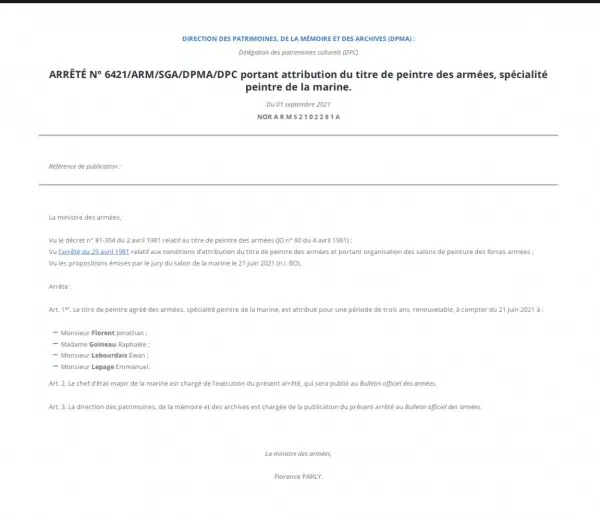 DIRECTION DES PATRIMOINES, DE LA MÉMOIRE ET DES ARCHIVES (DPMA) :
Délégation des patrimoines culturels (DPC)
ARRÊTÉ N° 6421/ARM/SGA/DPMA/DPC portant attribution du titre de peintre des armées, spécialité
peintre de la marine.
Du 01 septembre 2021
NOR A R M S 2 1 0 2 2 8 1 A
Référence de publication :
La ministre des armées,
Vu le décret n° 81-304 du 2 avril 1981 relatif au titre de peintre des armées (JO n° 80 du 4 avril 1981) ;
Vu l'arrêté du 29 avril 1981 relatif aux conditions d'attribution du titre de peintre des armées et portant organisation des salons de peinture des forces armées ;
Vu les propositions émises par le jury du salon de la marine le 21 juin 2021 (n.i. BO),
Arrête :
Art. 1er. Le titre de peintre agréé des armées, spécialité peintre de la marine, est attribué pour une période de trois ans, renouvelable, à compter du 21 juin 2021 à :
— Monsieur Florent Jonathan ;
— Madame Goineau Raphaële ;
— Monsieur Lebourdais Ewan ;
— Monsieur Lepage Emmanuel.
Art. 2. Le chef d'état-major de la marine est chargé de l'exécution du présent arrêté, qui sera publié au Bulletin officiel des armées.
Art. 3. La direction des patrimoines, de la mémoire et des archives est chargée de la publication du présent arrêté au Bulletin officiel des armées.
La ministre des armées,
Florence PARLY.